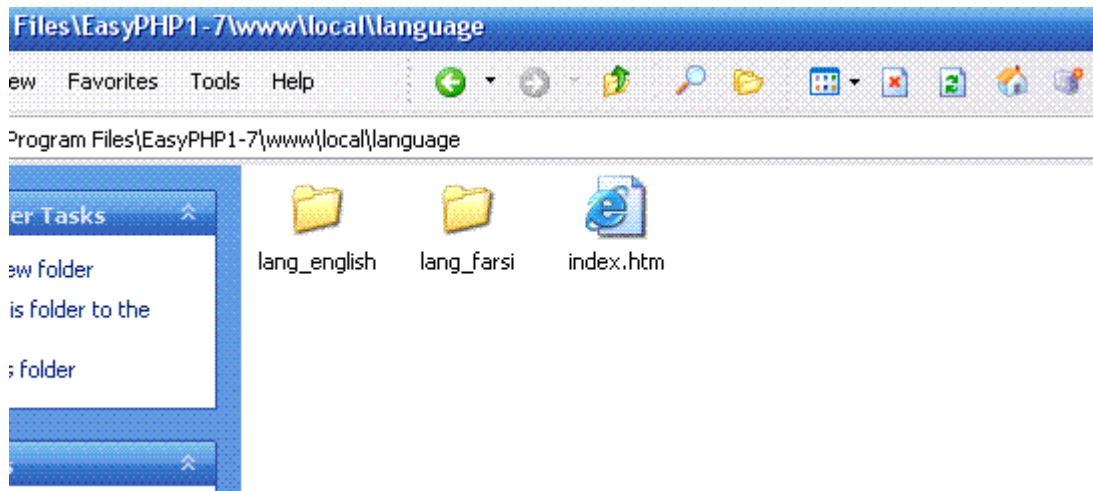 Files\EasyPHP1-7\www\local\language
ew Favorites Tools Help
Program Files\EasyPHP1-7\www\local\language
er Tasks
ew folder
is folder to the
s folder
s
lang_english lang_farsi index.htm